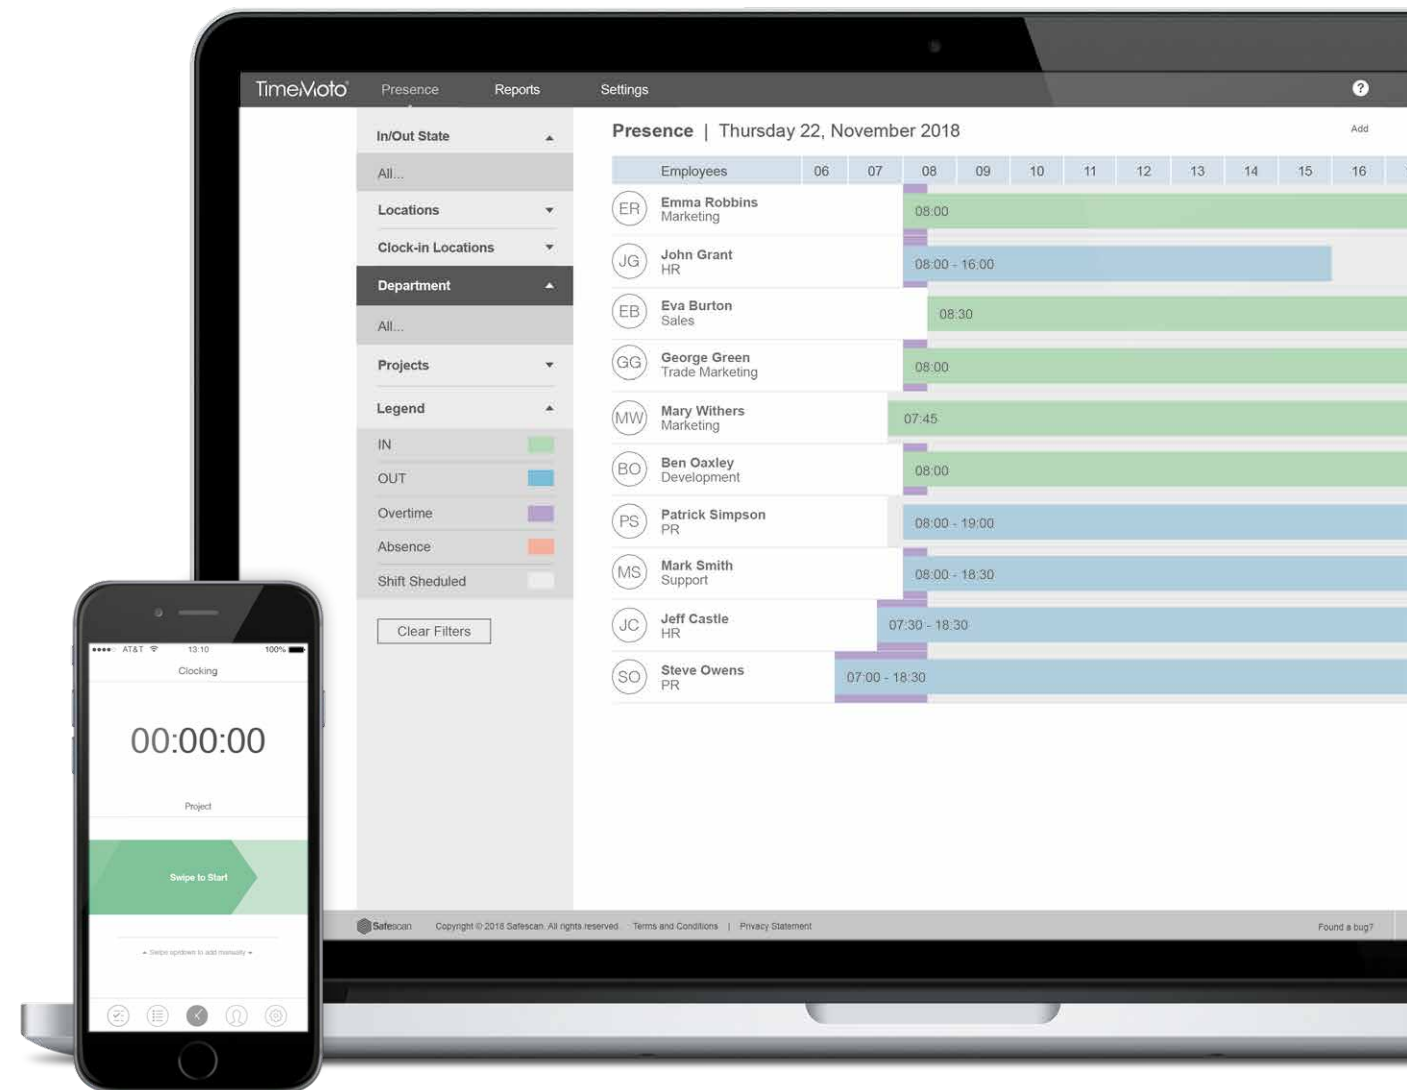 TimeMoto
Presence
Reports
Settings
?
In/Out State
All...
Locations
Clock-in Locations
Department
All...
Projects
Legend
IN
OUT
Overtime
Absence
Shift Sheduled
Clear Filters
Presence | Thursday 22, November 2018
Add
Employees 06 07 08 09 10 11 12 13 14 15 16
ER Emma Robbins 08:00
Marketing
JG John Grant 08:00 - 16:00
HR
EB Eva Burton 08:30
Sales
GG George Green 08:00
Trade Marketing
MW Mary Withers 07:45
Marketing
BO Ben Oaxley 08:00
Development
PS Patrick Simpson 08:00 - 19:00
PR
MS Mark Smith 08:00 - 18:30
Support
JC Jeff Castle 07:30 - 18:30
HR
SO Steve Owens 07:00 - 18:30
PR
Safescan Copyright © 2018 Safescan. All rights reserved. Terms and Conditions | Privacy Statement Found a bug?
AT&T 13:10 100%
Clocking
00:00:00
Project
Swipe to Start
Swipe up/down to add manually